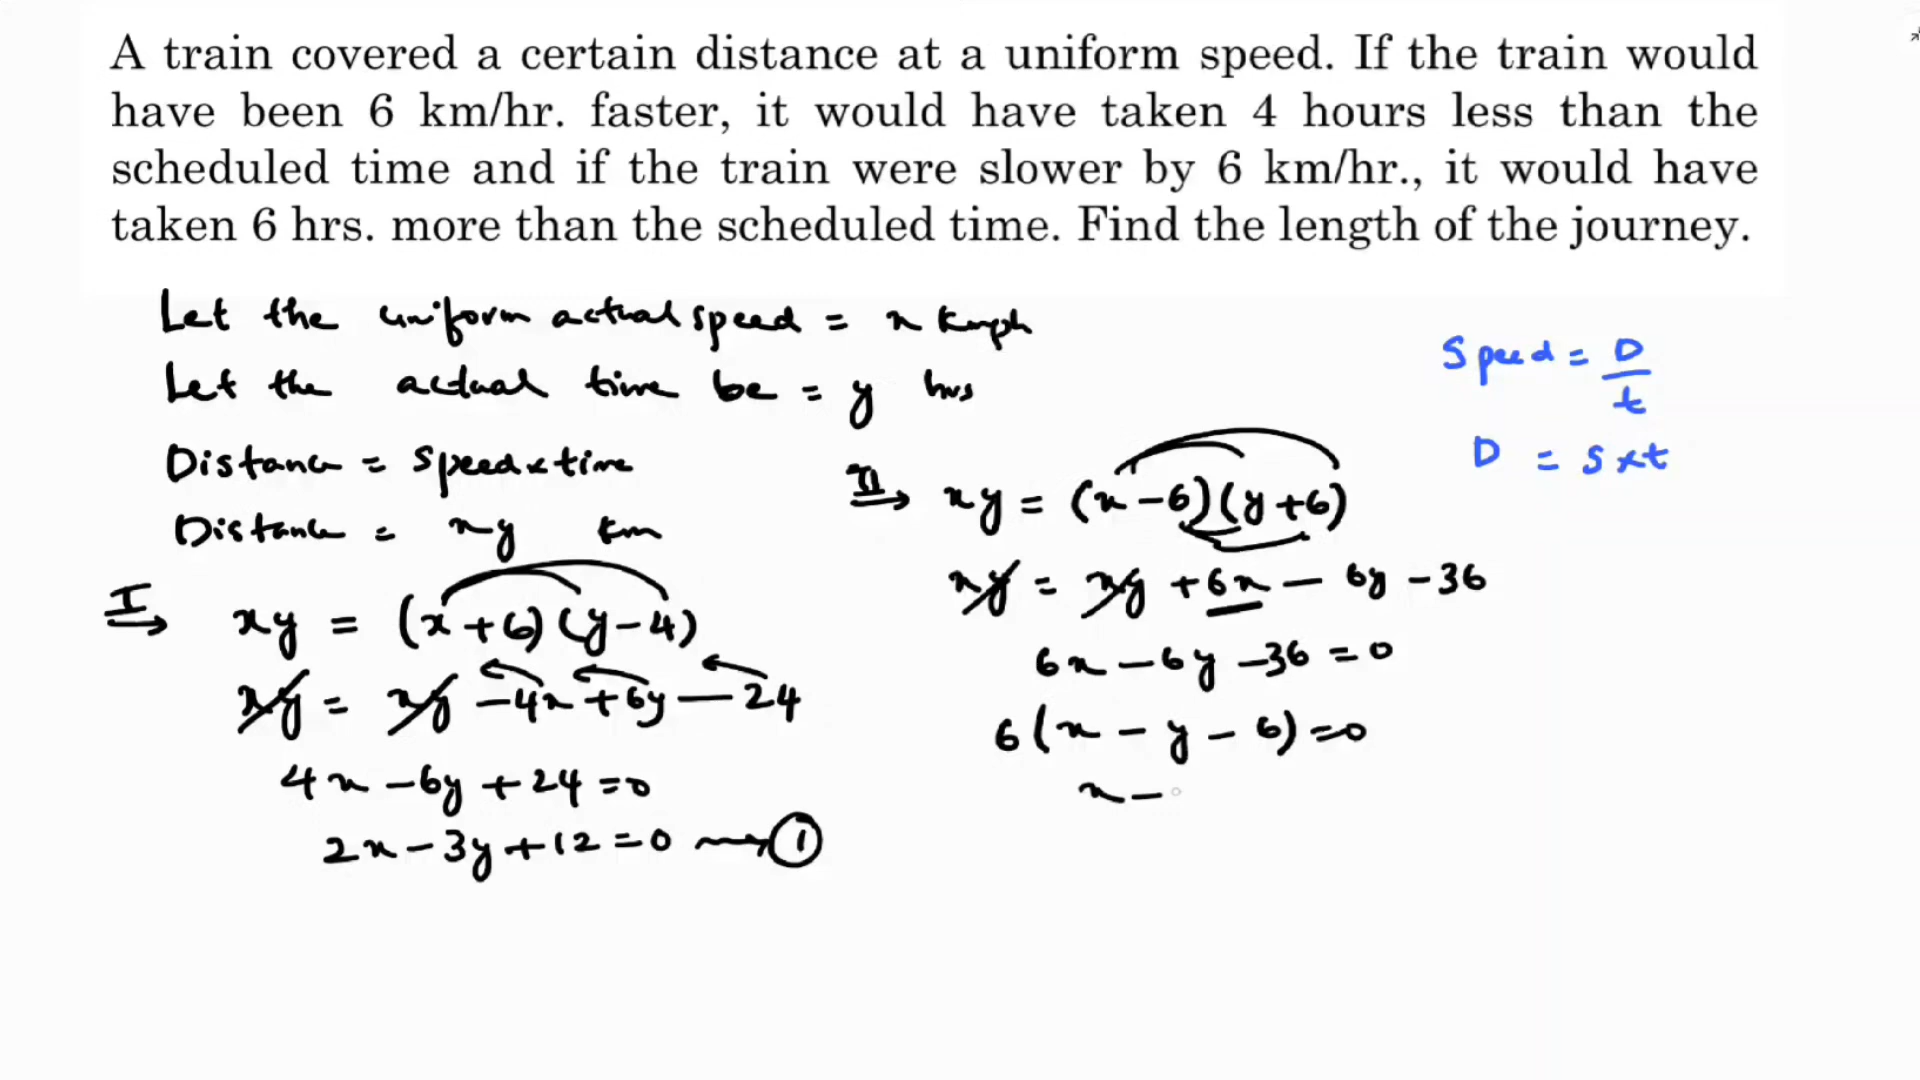 A train covered a certain distance at a uniform speed. If the train would
have been 6 km/hr. faster, it would have taken 4 hours less than the
scheduled time and if the train were slower by 6 km/hr., it would have
taken 6 hrs. more than the scheduled time. Find the length of the journey.
Let the uniform actual speed = x Kmph
Let the actual time be = y hrs
Distance = speed x time
Distance = xy km
I ⇒ xy = (x+6)(y-4)
xy = xy - 4x + 6y - 24
4x - 6y + 24 = 0
2x - 3y + 12 = 0 → ①
II ⇒ xy = (x-6)(y+6)
xy = xy + 6x - 6y - 36
6x - 6y - 36 = 0
6(x - y - 6) = 0
x -
Speed = D/t
D = s x t